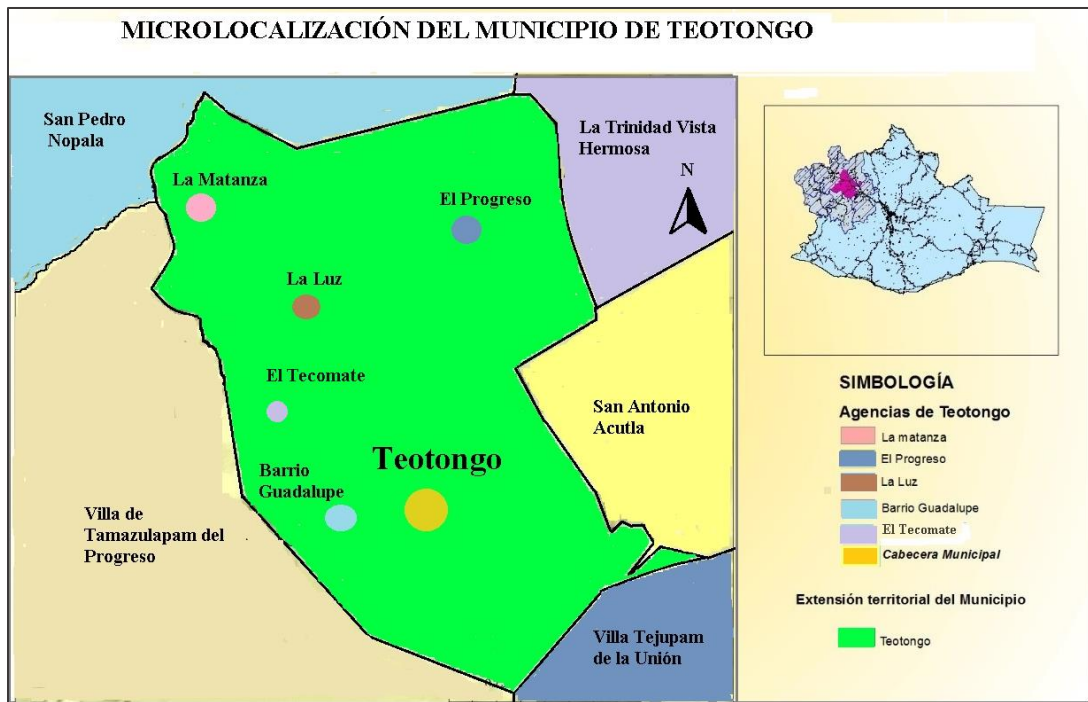 MICROLOCALIZACIÓN DEL MUNICIPIO DE TEOTONGO
San Pedro
Nopala
La Trinidad Vista
Hermosa
N
La Matanza
El Progreso
La Luz
El Tecomate
San Antonio
Acutla
Teotongo
Barrio
Guadalupe
Villa de
Tamazulapam del
Progreso
Villa Tejupam
de la Unión
SIMBOLOGÍA
Agencias de Teotongo
La matanza
El Progreso
La Luz
Barrio Guadalupe
El Tecomate
Cabecera Municipal
Extensión territorial del Municipio
Teotongo